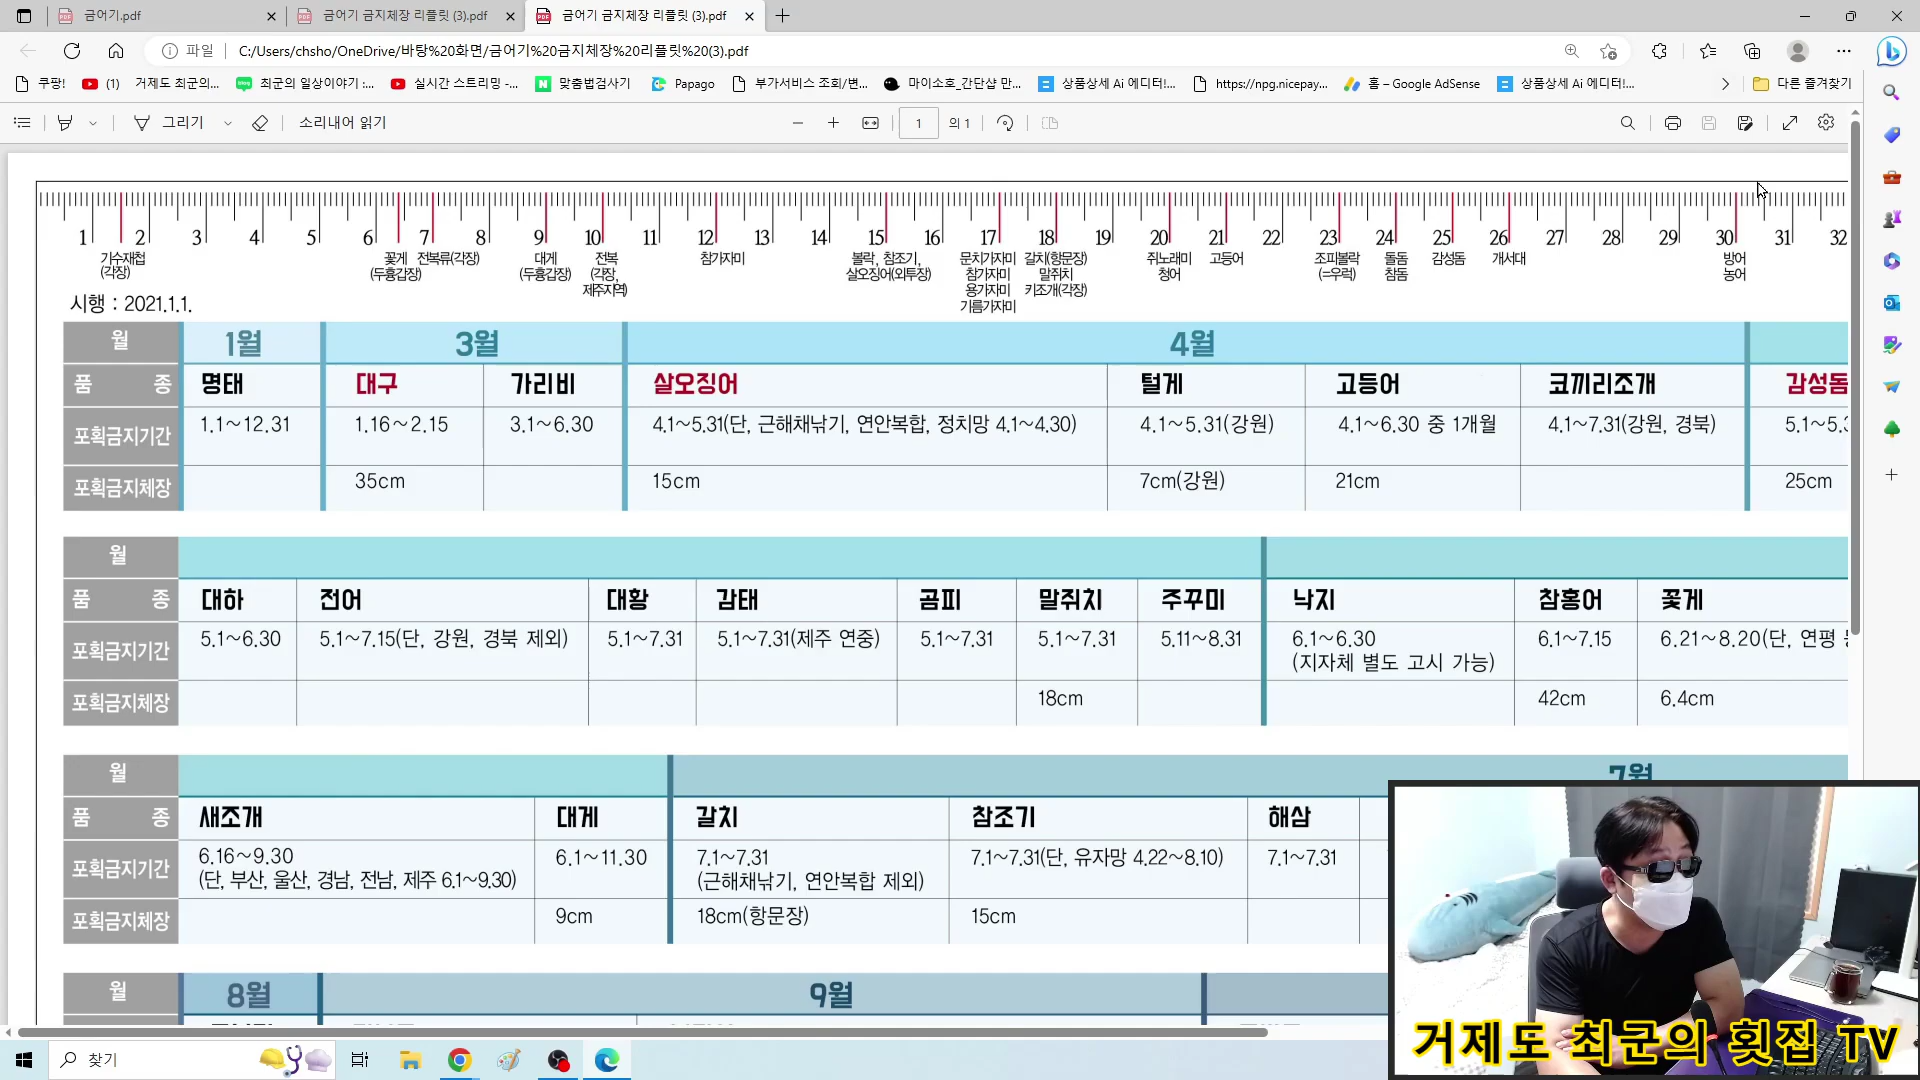 금어기.pdf
금어기 금지체장 리플릿 (3).pdf
금어기 금지체장 리플릿 (3).pdf
파일
C:/Users/chsho/OneDrive/바탕%20화면/금어기%20금지체장%20리플릿%20(3).pdf
쿠팡! (1) 거제도 최군의... 최군의 일상이야기 :... 실시간 스트리밍 -... 맞춤법검사기 Papago 부가서비스 조회/변... 마이소호_간단샵 만... 상품상세 Ai 에디터!... https://npg.nicepay... 홈 – Google AdSense 상품상세 Ai 에디터!... 다른 즐겨찾기
그리기 소리내어 읽기 1 의 1
1 2 3 4 5 6 7 8 9 10 11 12 13 14 15 16 17 18 19 20 21 22 23 24 25 26 27 28 29 30 31 32
가수재첩 꽃게 전복류(각장) 대게 전복 참가자미 볼락, 참조기, 문치가자미 갈치(항문장) 쥐노래미 고등어 조피볼락 돌돔 감성돔 개서대 방어
(각장) (두흉갑장) (두흉갑장) (각장, 살오징어(외투장) 참가자미 말쥐치 청어 (=우럭) 참돔 농어
제주지역) 용가자미 키조개(각장)
기름가자미
시행 : 2021.1.1.
월 1월 3월 4월
품 종 명태 대구 가리비 살오징어 털게 고등어 코끼리조개 감성돔
포획금지기간 1.1~12.31 1.16~2.15 3.1~6.30 4.1~5.31(단, 근해채낚기, 연안복합, 정치망 4.1~4.30) 4.1~5.31(강원) 4.1~6.30 중 1개월 4.1~7.31(강원, 경북) 5.1~5.3
포획금지체장 35cm 15cm 7cm(강원) 21cm 25cm
월
품 종 대하 전어 대황 감태 곰피 말쥐치 주꾸미 낙지 참홍어 꽃게
포획금지기간 5.1~6.30 5.1~7.15(단, 강원, 경북 제외) 5.1~7.31 5.1~7.31(제주 연중) 5.1~7.31 5.1~7.31 5.11~8.31 6.1~6.30 6.1~7.15 6.21~8.20(단, 연평
(지자체 별도 고시 가능)
포획금지체장 18cm 42cm 6.4cm
월 7월
품 종 새조개 대게 갈치 참조기 해삼
포획금지기간 6.16~9.30 6.1~11.30 7.1~7.31 7.1~7.31(단, 유자망 4.22~8.10) 7.1~7.31
(단, 부산, 울산, 경남, 전남, 제주 6.1~9.30) (근해채낚기, 연안복합 제외)
포획금지체장 9cm 18cm(항문장) 15cm
월 8월 9월
찾기
거제도 최군의 횟집 TV